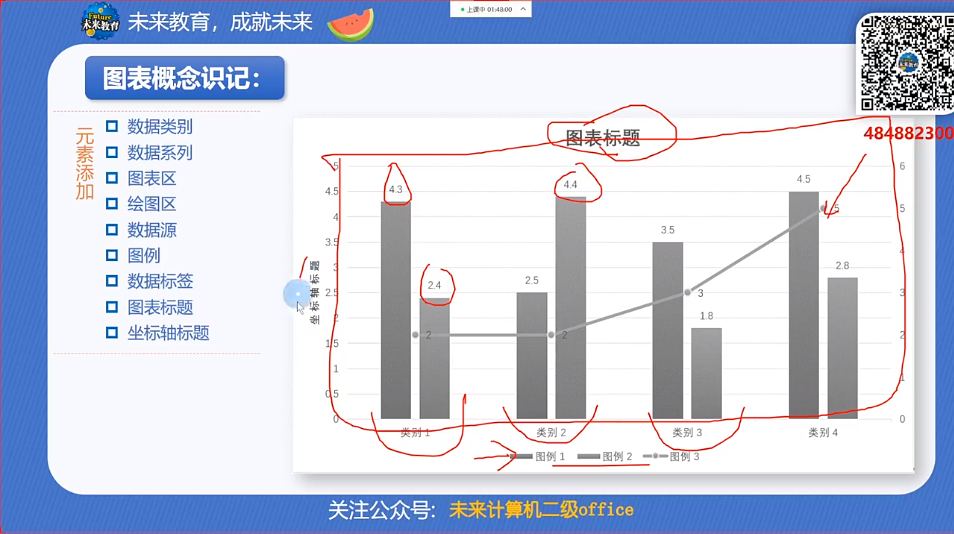 Future
未来教育
未来教育，成就未来
上课中 01:48:00
图表概念识记：
未来教育
484882300
元素添加
数据类别
数据系列
图表区
绘图区
数据源
图例
数据标签
图表标题
坐标轴标题
图表标题
5
4.5
4
3.5
3
2.5
2
1.5
1
0.5
0
坐标轴标题
4.3
2.4
2
2.5
4.4
2
3.5
1.8
3
4.5
2.8
5
6
5
4
3
2
1
0
类别 1
类别 2
类别 3
类别 4
图例 1
图例 2
图例 3
关注公众号：未来计算机二级office